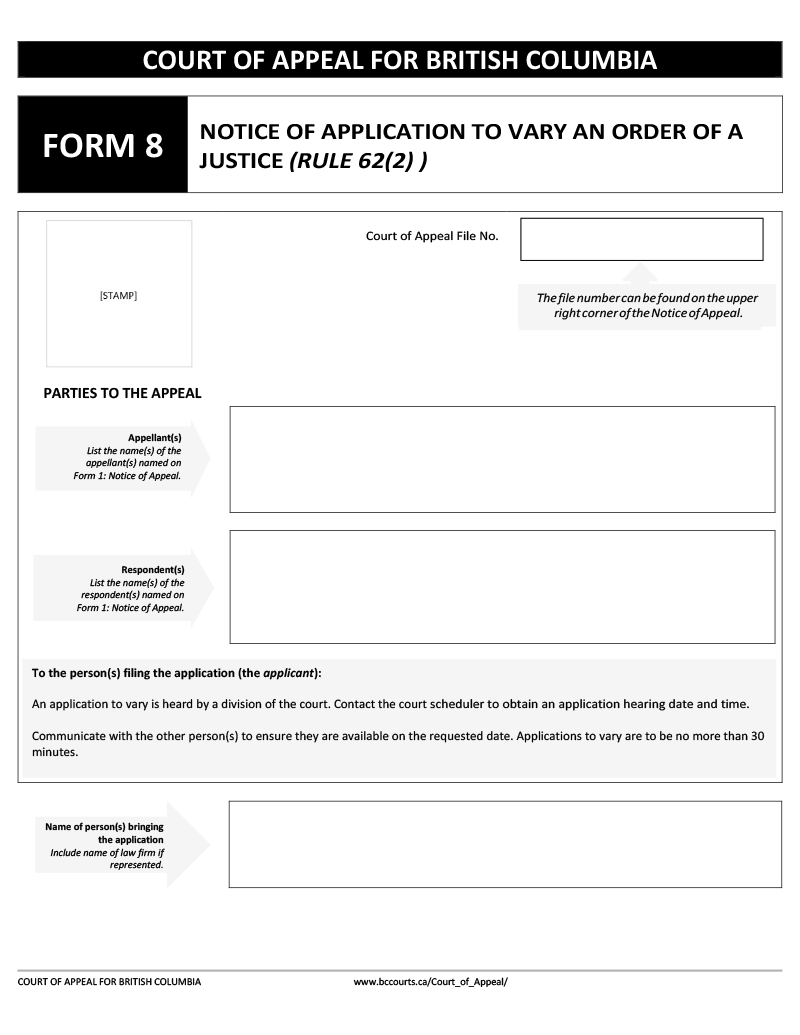 COURT OF APPEAL FOR BRITISH COLUMBIA
FORM 8
NOTICE OF APPLICATION TO VARY AN ORDER OF A
JUSTICE (RULE 62(2) )
Court of Appeal File No.
[STAMP]
The file number can be found on the upper
right corner of the Notice of Appeal.
PARTIES TO THE APPEAL
Appellant(s)
List the name(s) of the
appellant(s) named on
Form 1: Notice of Appeal.
Respondent(s)
List the name(s) of the
respondent(s) named on
Form 1: Notice of Appeal.
To the person(s) filing the application (the applicant):
An application to vary is heard by a division of the court. Contact the court scheduler to obtain an application hearing date and time.
Communicate with the other person(s) to ensure they are available on the requested date. Applications to vary are to be no more than 30
minutes.
Name of person(s) bringing
the application
Include name of law firm if
represented.
COURT OF APPEAL FOR BRITISH COLUMBIA
www.bccourts.ca/Court_of_Appeal/